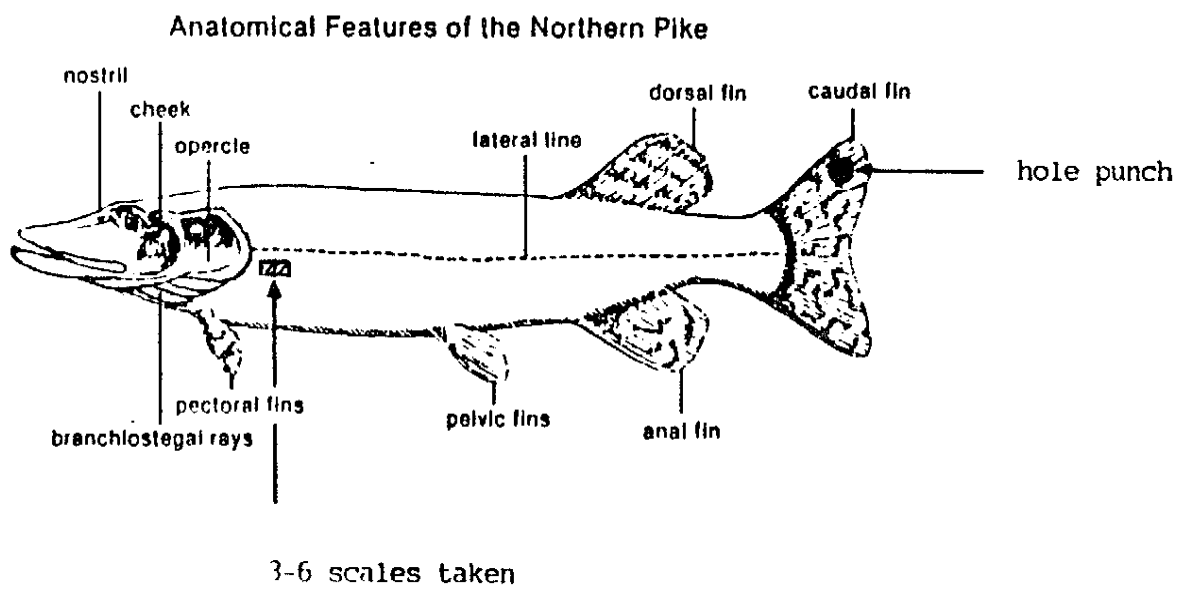 Anatomical Features of the Northern Pike
nostril
cheek
opercle
lateral line
dorsal fin
caudal fin
hole punch
pectoral fins
branchiostegal rays
pelvic fins
anal fin
3-6 scales taken